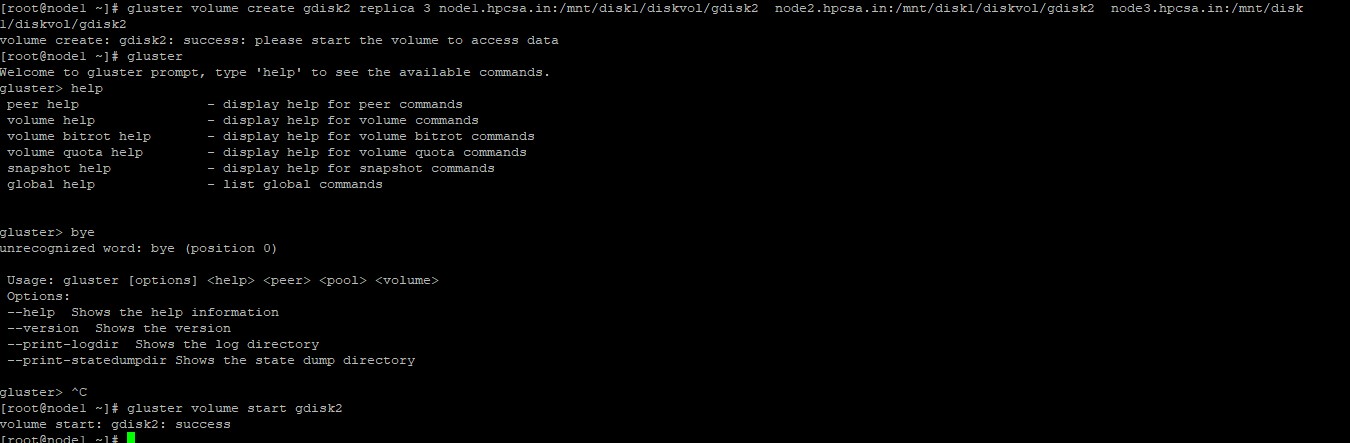 [root@node1 ~]# gluster volume create gdisk2 replica 3 node1.hpcsa.in:/mnt/disk1/diskvol/gdisk2  node2.hpcsa.in:/mnt/disk1/diskvol/gdisk2  node3.hpcsa.in:/mnt/disk
1/diskvol/gdisk2
volume create: gdisk2: success: please start the volume to access data
[root@node1 ~]# gluster
Welcome to gluster prompt, type 'help' to see the available commands.
gluster> help
 peer help                - display help for peer commands
 volume help              - display help for volume commands
 volume bitrot help       - display help for volume bitrot commands
 volume quota help        - display help for volume quota commands
 snapshot help            - display help for snapshot commands
 global help              - list global commands
gluster> bye
unrecognized word: bye (position 0)
 Usage: gluster [options] <help> <peer> <pool> <volume>
 Options:
 --help  Shows the help information
 --version  Shows the version
 --print-logdir  Shows the log directory
 --print-statedumpdir Shows the state dump directory
gluster> ^C
[root@node1 ~]# gluster volume start gdisk2
volume start: gdisk2: success
[root@node1 ~]#